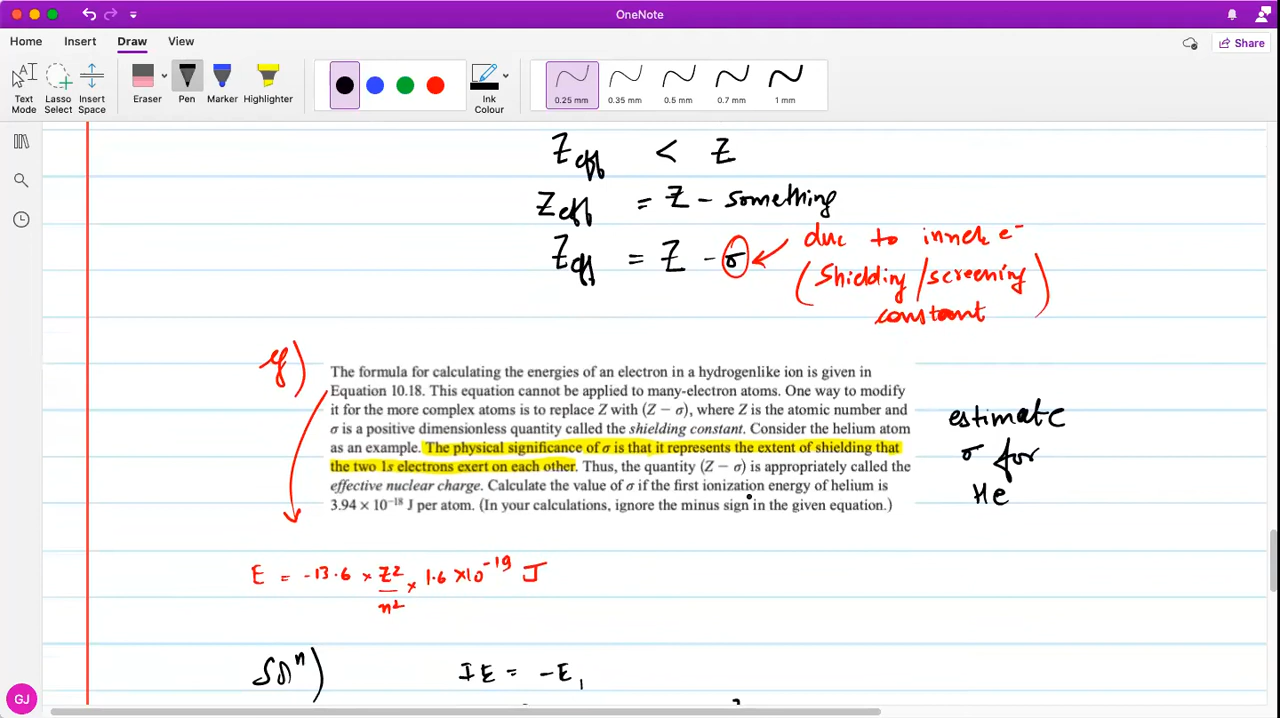 OneNote
Home Insert Draw View
Share
Text Mode
Lasso Select
Insert Space
Eraser
Pen
Marker
Highlighter
Ink Colour
0.25 mm
0.35 mm
0.5 mm
0.7 mm
1 mm
Zeff < Z
Zeff = Z - something
Zeff = Z - σ
due to inner e⁻
(Shielding/screening
constant)
eg)
The formula for calculating the energies of an electron in a hydrogenlike ion is given in
Equation 10.18. This equation cannot be applied to many-electron atoms. One way to modify
it for the more complex atoms is to replace Z with (Z − σ), where Z is the atomic number and
σ is a positive dimensionless quantity called the shielding constant. Consider the helium atom
as an example. The physical significance of σ is that it represents the extent of shielding that
the two 1s electrons exert on each other. Thus, the quantity (Z − σ) is appropriately called the
effective nuclear charge. Calculate the value of σ if the first ionization energy of helium is
3.94 × 10⁻¹⁸ J per atom. (In your calculations, ignore the minus sign in the given equation.)
estimate
σ for
He
E = -13.6 × Z²/n² × 1.6 × 10⁻¹⁹ J
Solⁿ) IE = -E₁
GJ